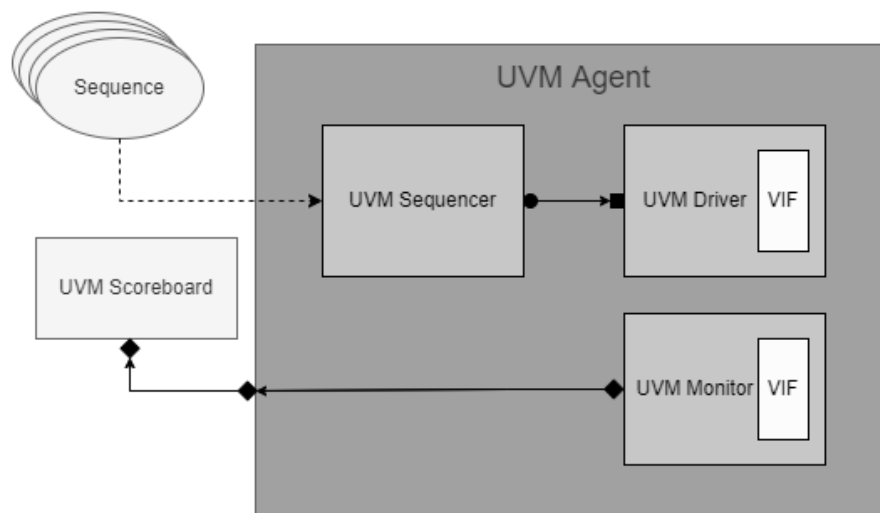 UVM Agent
Sequence
UVM Sequencer
UVM Driver
VIF
UVM Scoreboard
UVM Monitor
VIF